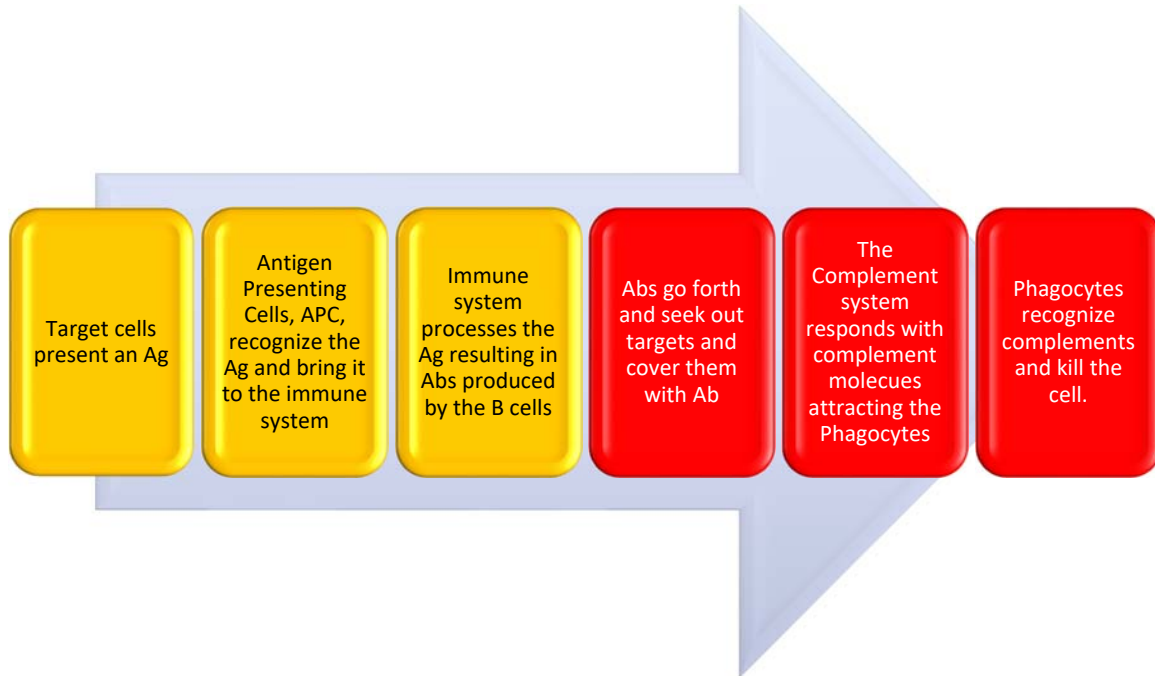 Target cells
present an Ag
Antigen
Presenting
Cells, APC,
recognize the
Ag and bring it
to the immune
system
Immune
system
processes the
Ag resulting in
Abs produced
by the B cells
Abs go forth
and seek out
targets and
cover them
with Ab
The
Complement
system
responds with
complement
molecues
attracting the
Phagocytes
Phagocytes
recognize
complements
and kill the
cell.